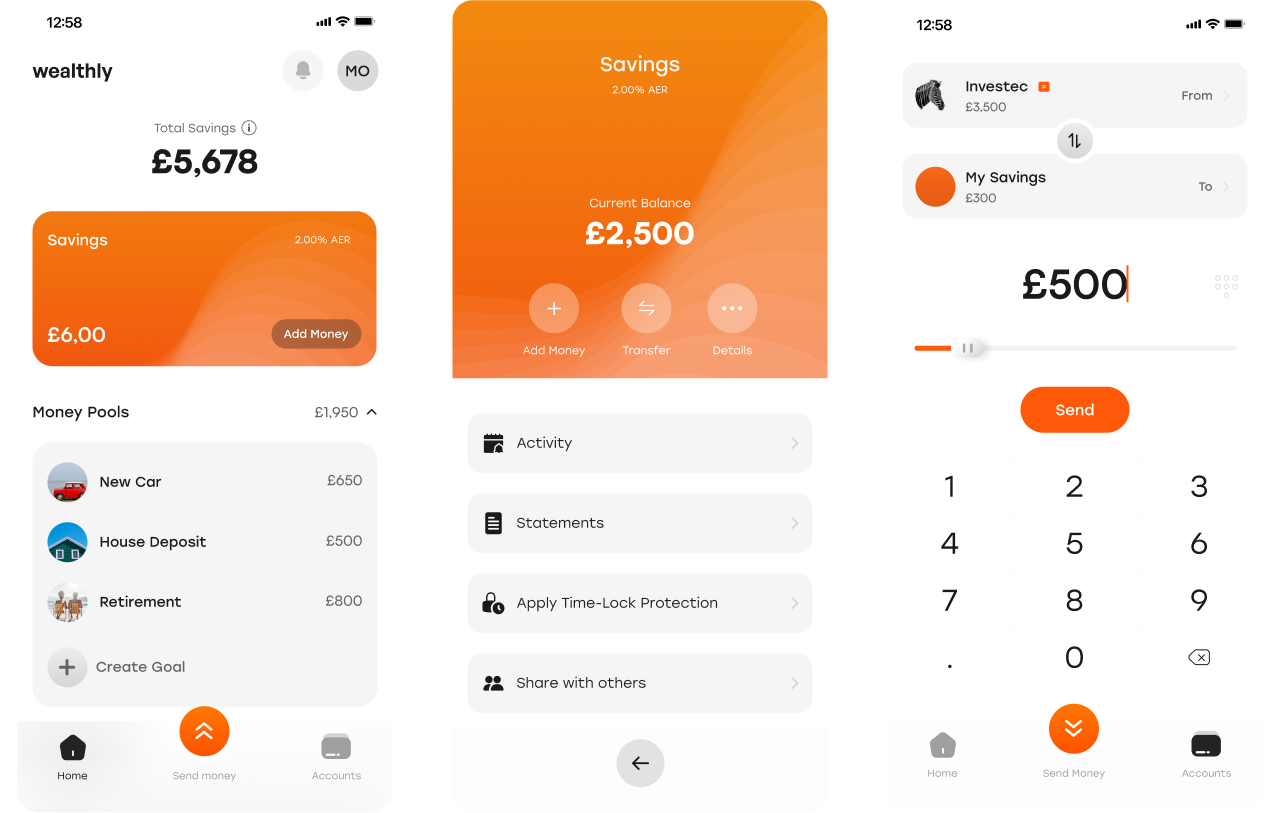 12:58
wealthly
MO
Total Savings
£5,678
Savings
2.00% AER
£6,00
Add Money
Money Pools
£1,950
New Car
£650
House Deposit
£500
Retirement
£800
Create Goal
Home
Send money
Accounts
Savings
2.00% AER
Current Balance
£2,500
Add Money
Transfer
Details
Activity
Statements
Apply Time-Lock Protection
Share with others
12:58
Investec P
£3,500
From
My Savings
£300
To
£500
Send
1 2 3
4 5 6
7 8 9
. 0
Home
Send Money
Accounts